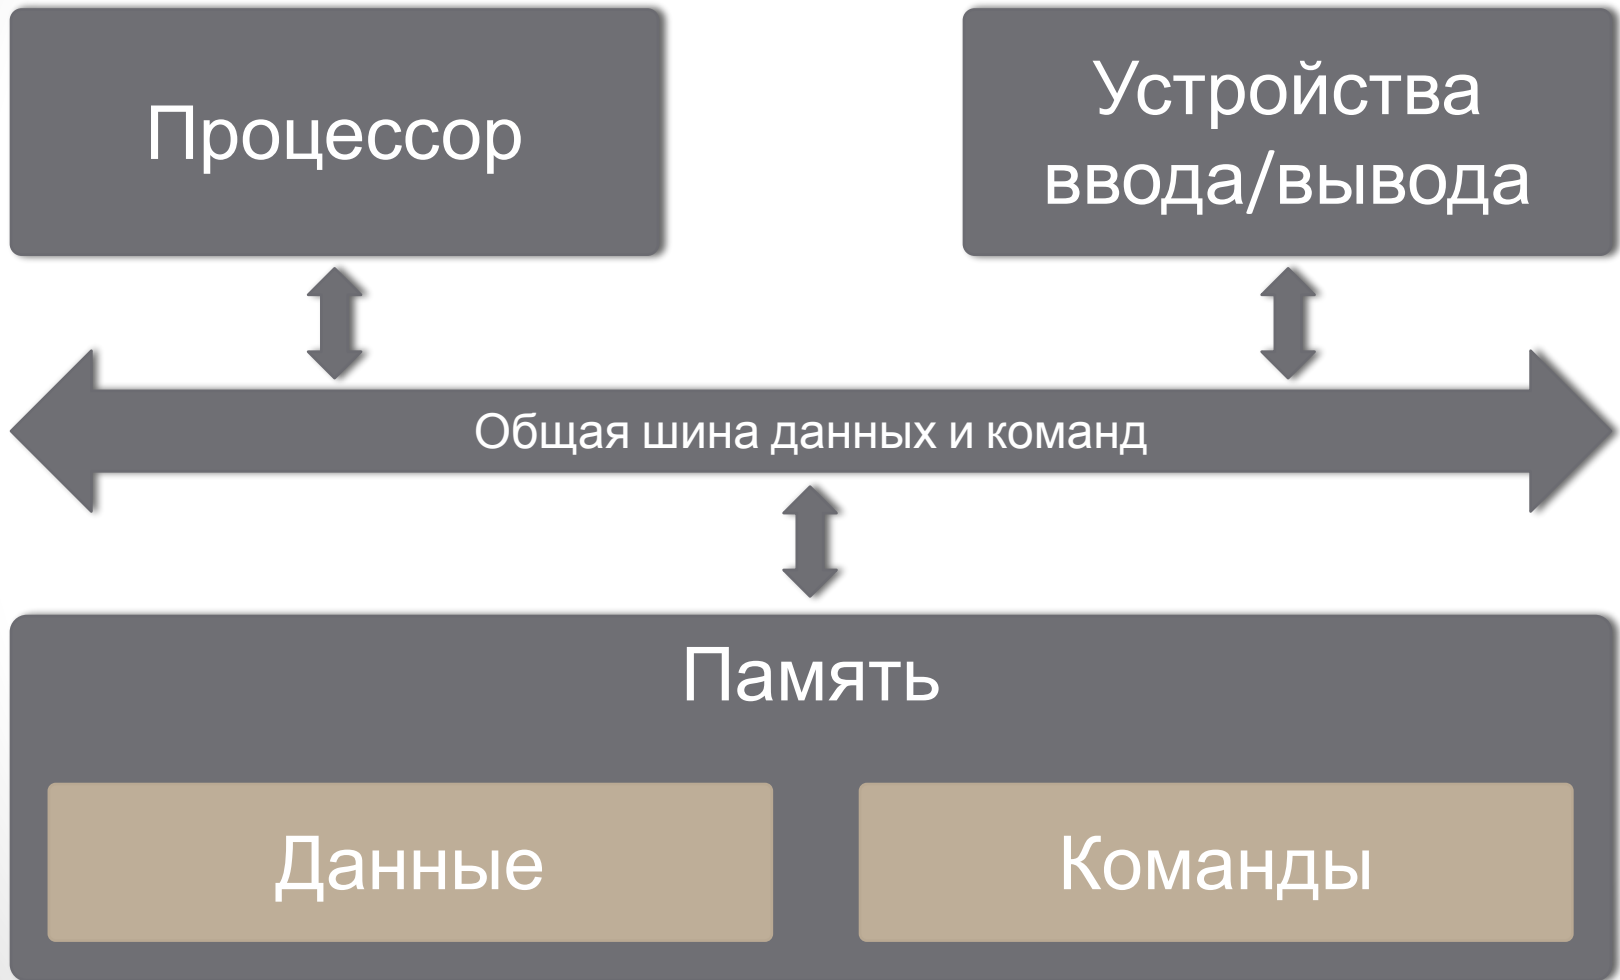 Процессор
Устройства
ввода/вывода
Общая шина данных и команд
Память
Данные
Команды